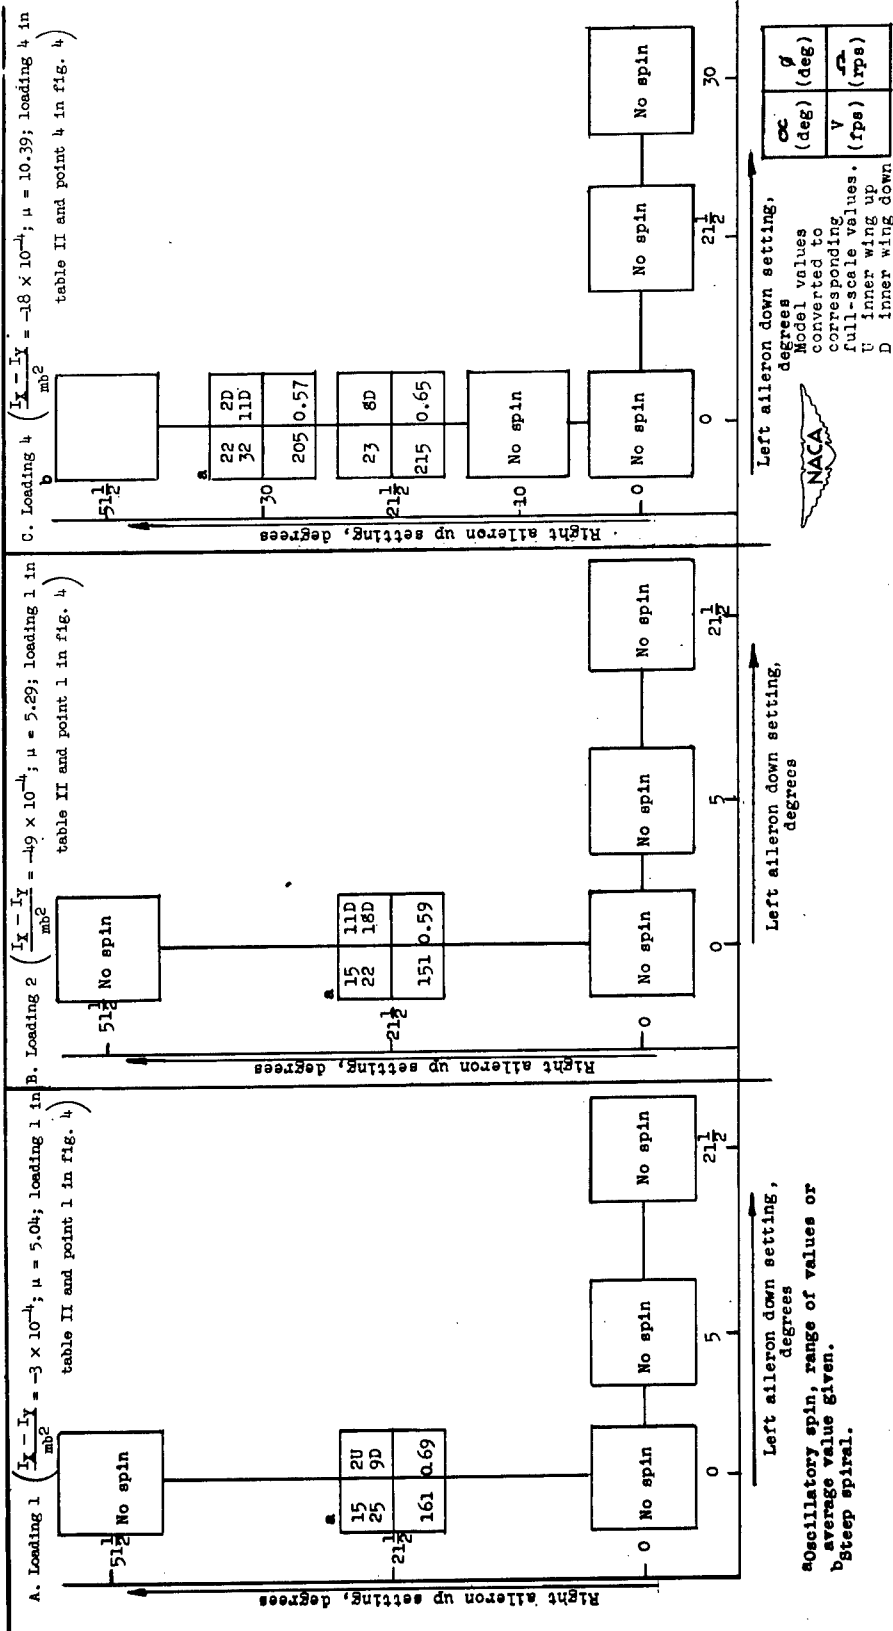 A. Loading 1 (I_X - I_Y / mb² = -3 × 10⁻⁴; μ = 5.04; loading 1 in
table II and point 1 in fig. 4)
Right aileron up setting, degrees
51½
No spin
a
15 2U
25 9D
161 0.69
21½
0
No spin
No spin
No spin
0
5
21½
Left aileron down setting,
degrees
B. Loading 2 (I_X - I_Y / mb² = -49 × 10⁻⁴; μ = 5.29; loading 1 in
table II and point 1 in fig. 4)
Right aileron up setting, degrees
51½
No spin
a
15 11D
22 18D
151 0.59
21½
0
No spin
No spin
No spin
0
5
21½
Left aileron down setting,
degrees
C. Loading 4 (I_X - I_Y / mb² = -18 × 10⁻⁴; μ = 10.39; loading 4 in
table II and point 4 in fig. 4)
Right aileron up setting, degrees
b
51½
a
22 2D
32 11D
205 0.57
30
23 8D
215 0.65
21½
No spin
10
0
No spin
No spin
No spin
0
21½
30
Left aileron down setting,
degrees
aOscillatory spin, range of values or
average value given.
bSteep spiral.
NACA
Model values
converted to
corresponding
full-scale values.
U inner wing up
D inner wing down
α (deg)
ø (deg)
V (fps)
Ω (rps)